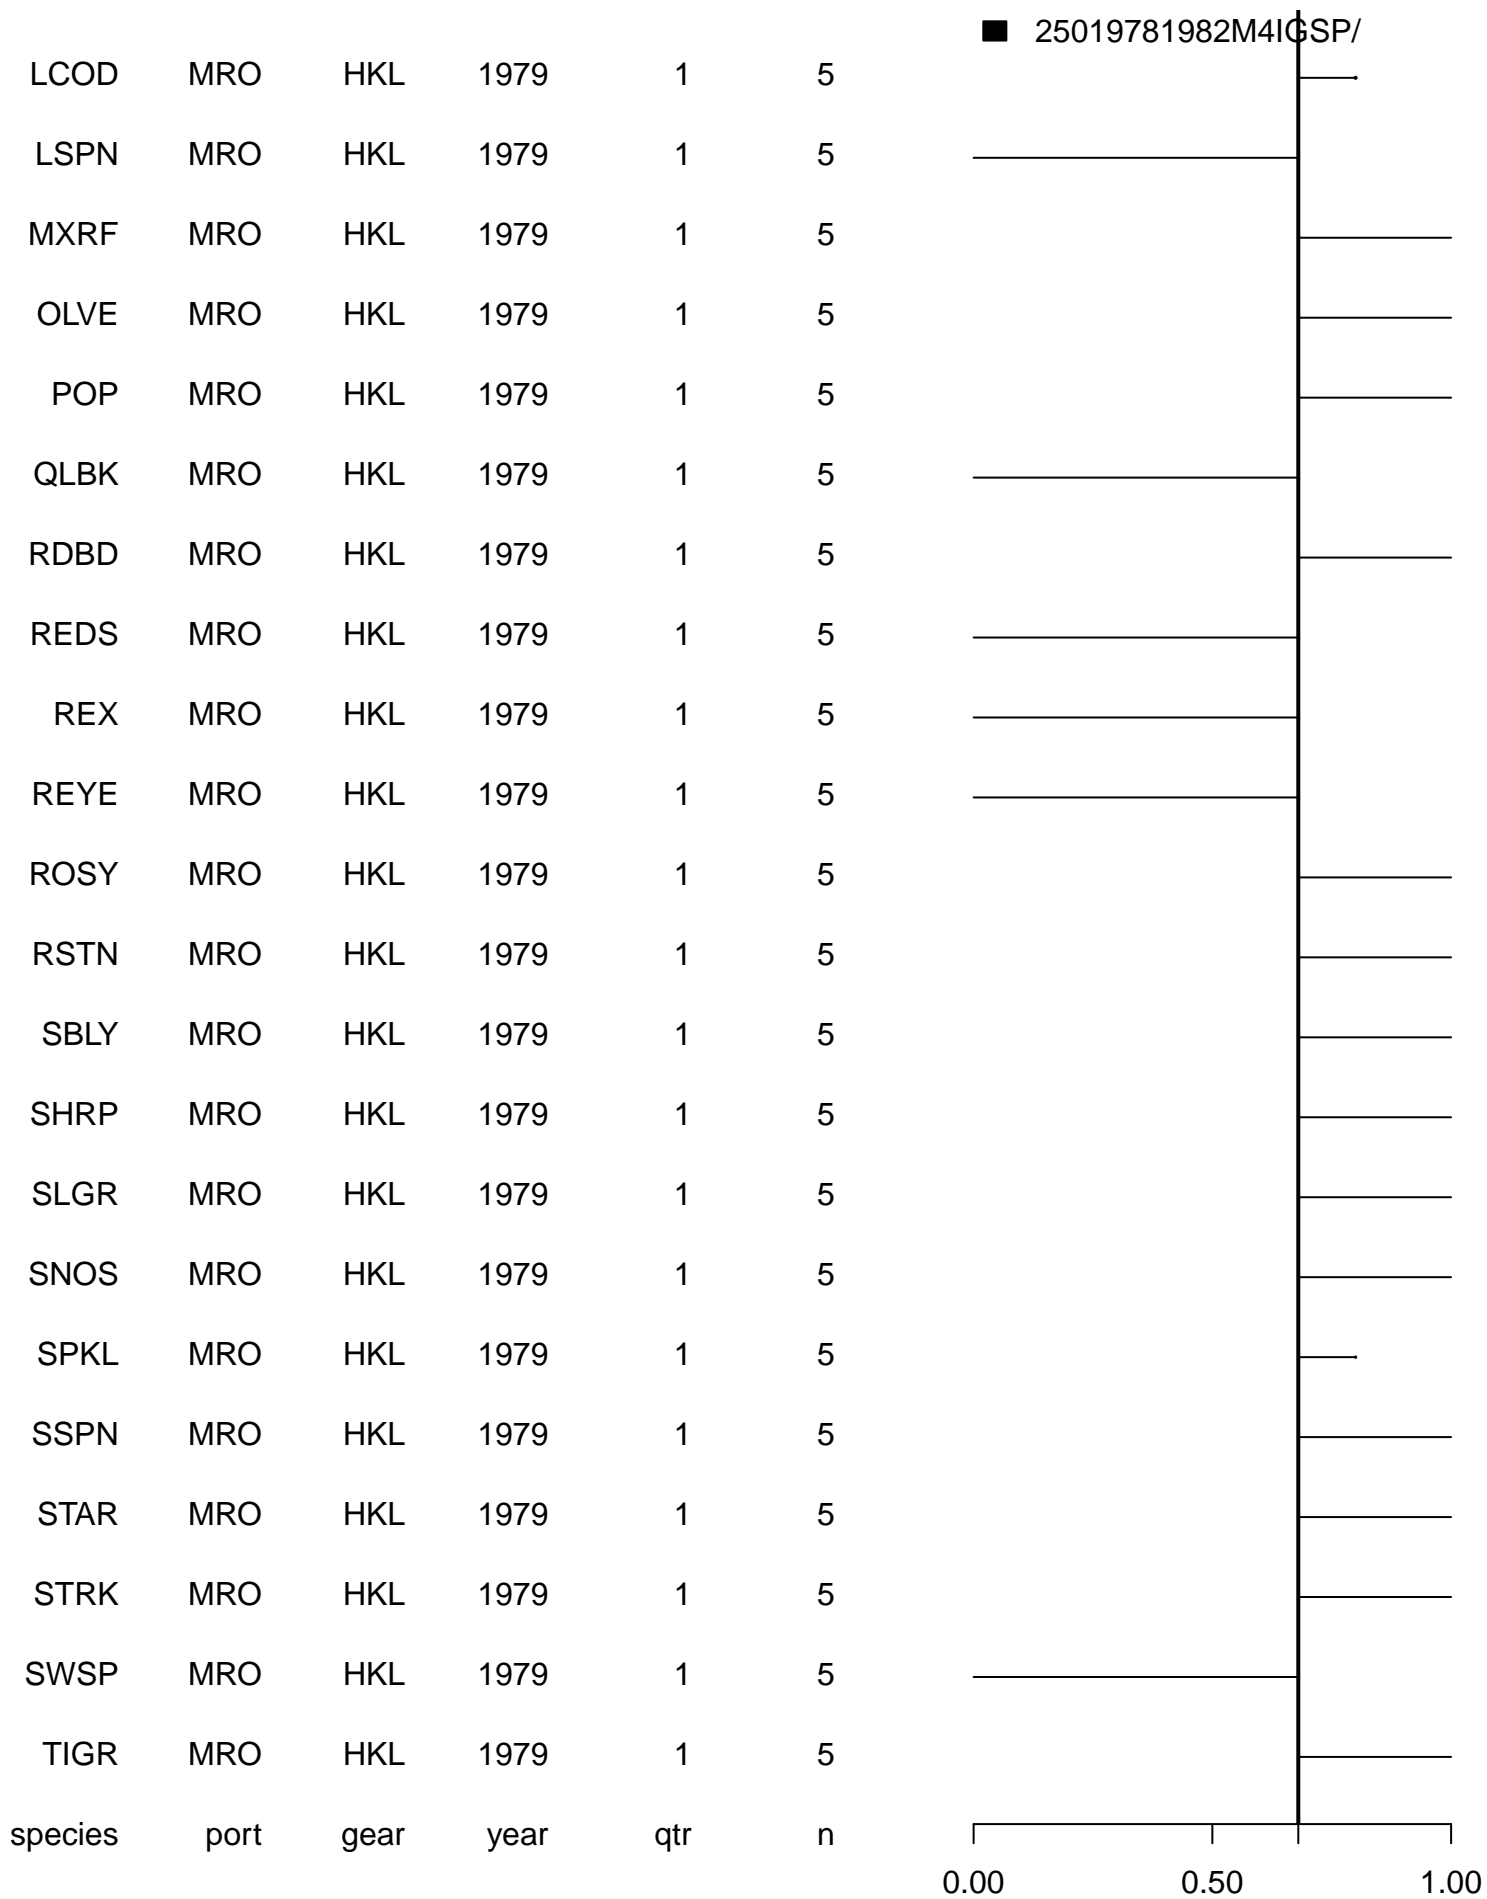 25019781982M4IGSP/
LCOD MRO HKL 1979 1 5
LSPN MRO HKL 1979 1 5
MXRF MRO HKL 1979 1 5
OLVE MRO HKL 1979 1 5
POP MRO HKL 1979 1 5
QLBK MRO HKL 1979 1 5
RDBD MRO HKL 1979 1 5
REDS MRO HKL 1979 1 5
REX MRO HKL 1979 1 5
REYE MRO HKL 1979 1 5
ROSY MRO HKL 1979 1 5
RSTN MRO HKL 1979 1 5
SBLY MRO HKL 1979 1 5
SHRP MRO HKL 1979 1 5
SLGR MRO HKL 1979 1 5
SNOS MRO HKL 1979 1 5
SPKL MRO HKL 1979 1 5
SSPN MRO HKL 1979 1 5
STAR MRO HKL 1979 1 5
STRK MRO HKL 1979 1 5
SWSP MRO HKL 1979 1 5
TIGR MRO HKL 1979 1 5
species port gear year qtr n
0.00 0.50 1.00